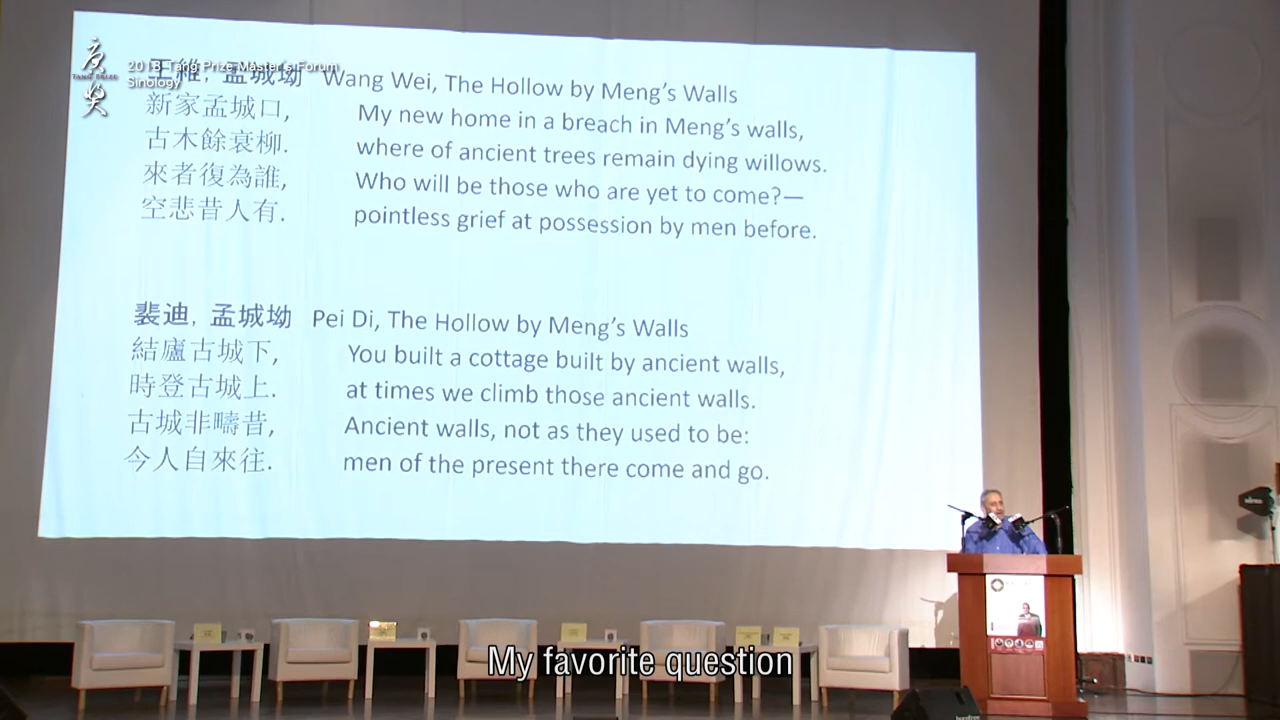 唐獎
TANG PRIZE
2018 Tang Prize Master's Forum
Sinology
王維, 孟城坳 Wang Wei, The Hollow by Meng's Walls
新家孟城口, My new home in a breach in Meng's walls,
古木餘衰柳. where of ancient trees remain dying willows.
來者復為誰, Who will be those who are yet to come?—
空悲昔人有. pointless grief at possession by men before.
裴迪, 孟城坳 Pei Di, The Hollow by Meng's Walls
結廬古城下, You built a cottage built by ancient walls,
時登古城上. at times we climb those ancient walls.
古城非疇昔, Ancient walls, not as they used to be:
今人自來往. men of the present there come and go.
My favorite question